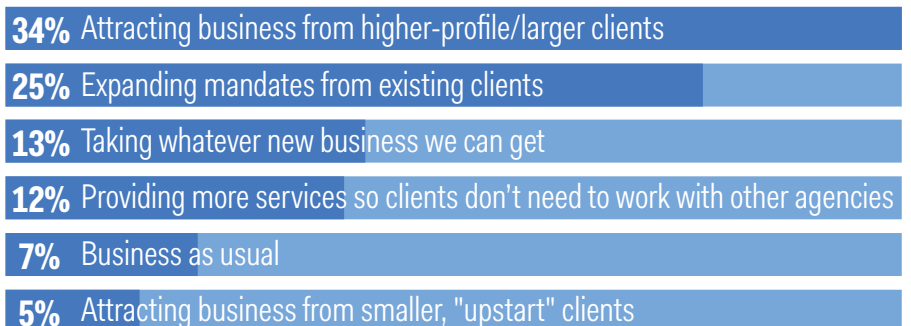 34% Attracting business from higher-profile/larger clients
25% Expanding mandates from existing clients
13% Taking whatever new business we can get
12% Providing more services so clients don't need to work with other agencies
7% Business as usual
5% Attracting business from smaller, "upstart" clients